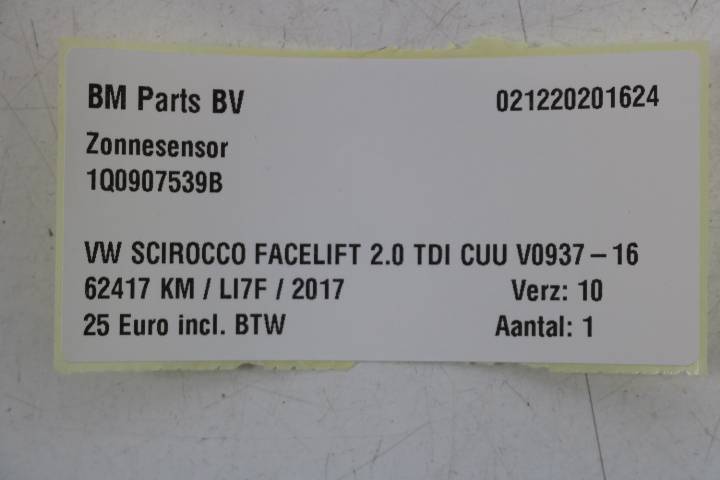 BM Parts BV 021220201624
Zonnesensor
1Q0907539B
VW SCIROCCO FACELIFT 2.0 TDI CUU V0937 – 16
62417 KM / LI7F / 2017 Verz: 10
25 Euro incl. BTW Aantal: 1